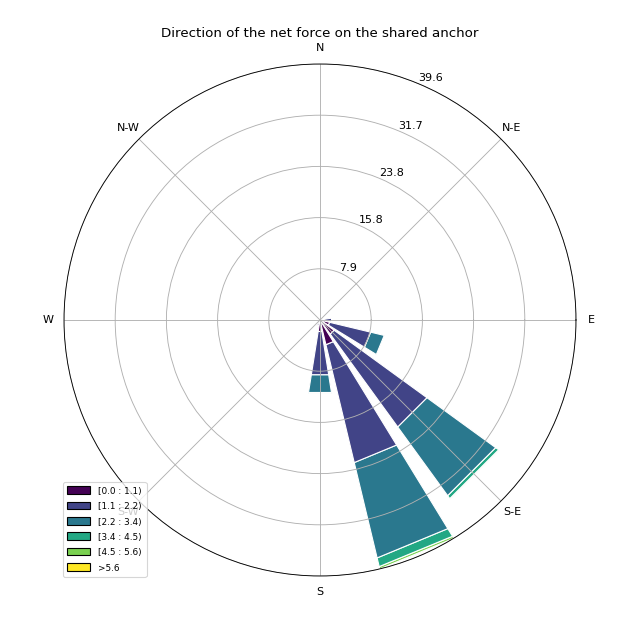 Direction of the net force on the shared anchor
N
39.6
N-W
31.7
N-E
23.8
15.8
7.9
W
E
[0.0 : 1.1)
[1.1 : 2.2)
S-W
S-E
[2.2 : 3.4)
[3.4 : 4.5)
[4.5 : 5.6)
>5.6
S